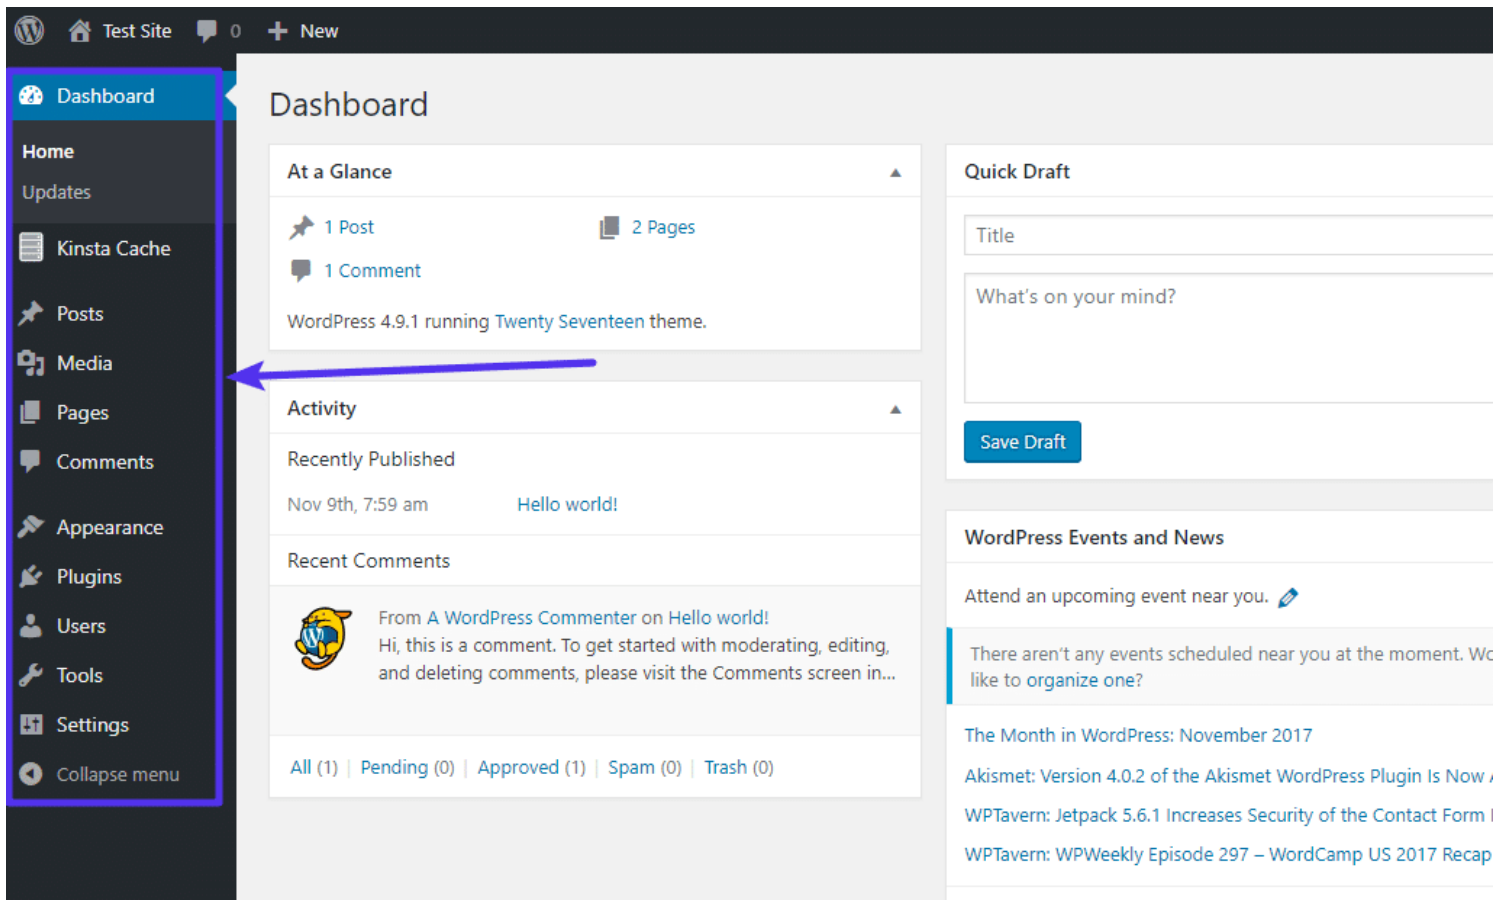 Test Site 0 New
Dashboard
Home
Updates
Kinsta Cache
Posts
Media
Pages
Comments
Appearance
Plugins
Users
Tools
Settings
Collapse menu
Dashboard
At a Glance
1 Post 2 Pages
1 Comment
WordPress 4.9.1 running Twenty Seventeen theme.
Activity
Recently Published
Nov 9th, 7:59 am Hello world!
Recent Comments
From A WordPress Commenter on Hello world!
Hi, this is a comment. To get started with moderating, editing,
and deleting comments, please visit the Comments screen in...
All (1) | Pending (0) | Approved (1) | Spam (0) | Trash (0)
Quick Draft
Title
What's on your mind?
Save Draft
WordPress Events and News
Attend an upcoming event near you.
There aren't any events scheduled near you at the moment.
like to organize one?
The Month in WordPress: November 2017
Akismet: Version 4.0.2 of the Akismet WordPress Plugin Is Now
WPTavern: Jetpack 5.6.1 Increases Security of the Contact Form
WPTavern: WPWeekly Episode 297 – WordCamp US 2017 Recap